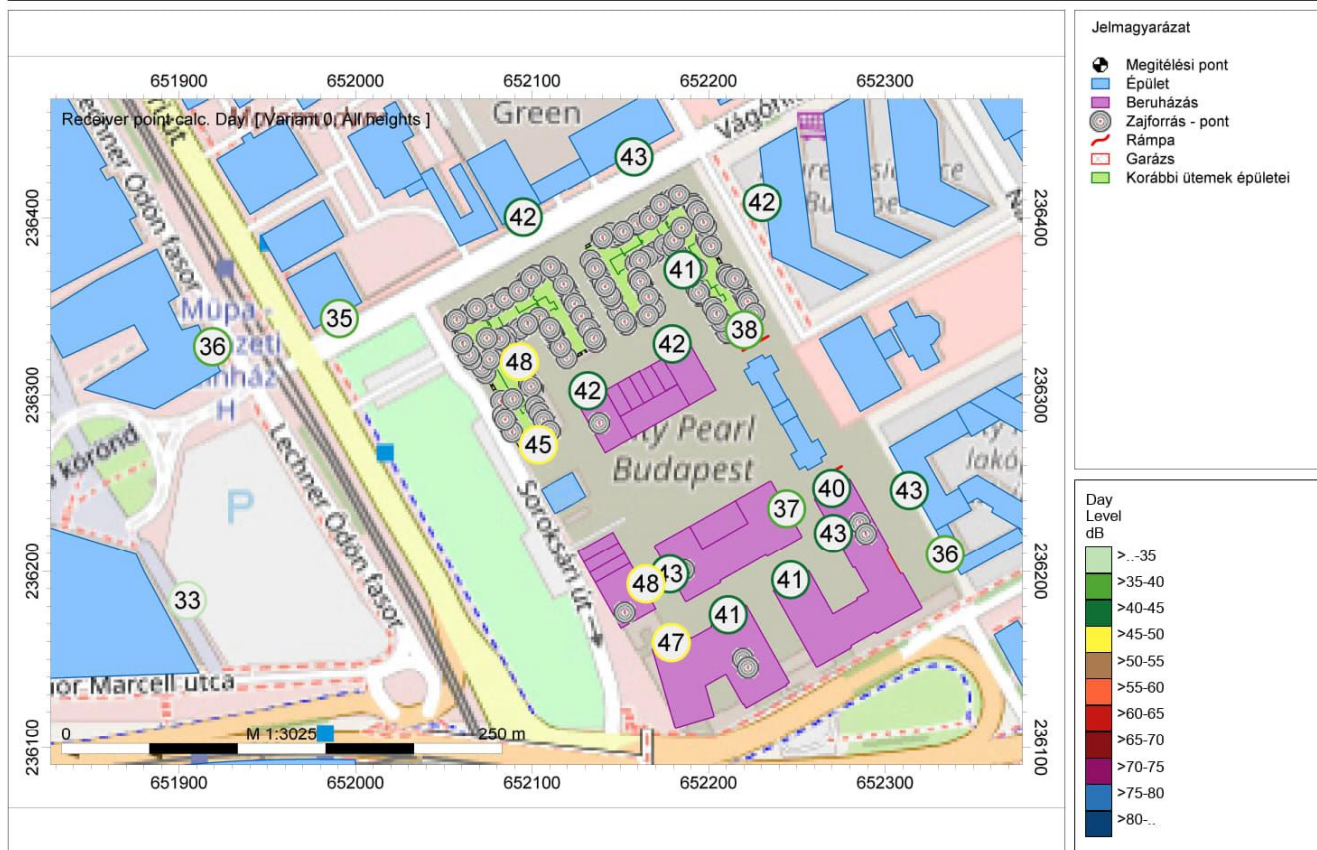 651900 652000 652100 652200 652300
Receiver point calc. Day [ Variant 0, All heights ]
Green
Vágóhíd
Lechner Ödön fasor
Müpa -
H
Lechner Ödön fasor
Soroksári út
City Pearl
Budapest
P
236400
236300
236200
236100
236400
236300
236200
236100
43
42
42
41
35
36
38
42
48
42
45
40
43
37
43
36
43
48
41
41
33
47
0 M 1:3025 250 m
651900 652000 652100 652200 652300
Jelmagyarázat
Megitélési pont
Épület
Beruházás
Zajforrás - pont
Rámpa
Garázs
Korábbi ütemek épületei
Day
Level
dB
>..-35
>35-40
>40-45
>45-50
>50-55
>55-60
>60-65
>65-70
>70-75
>75-80
>80-..